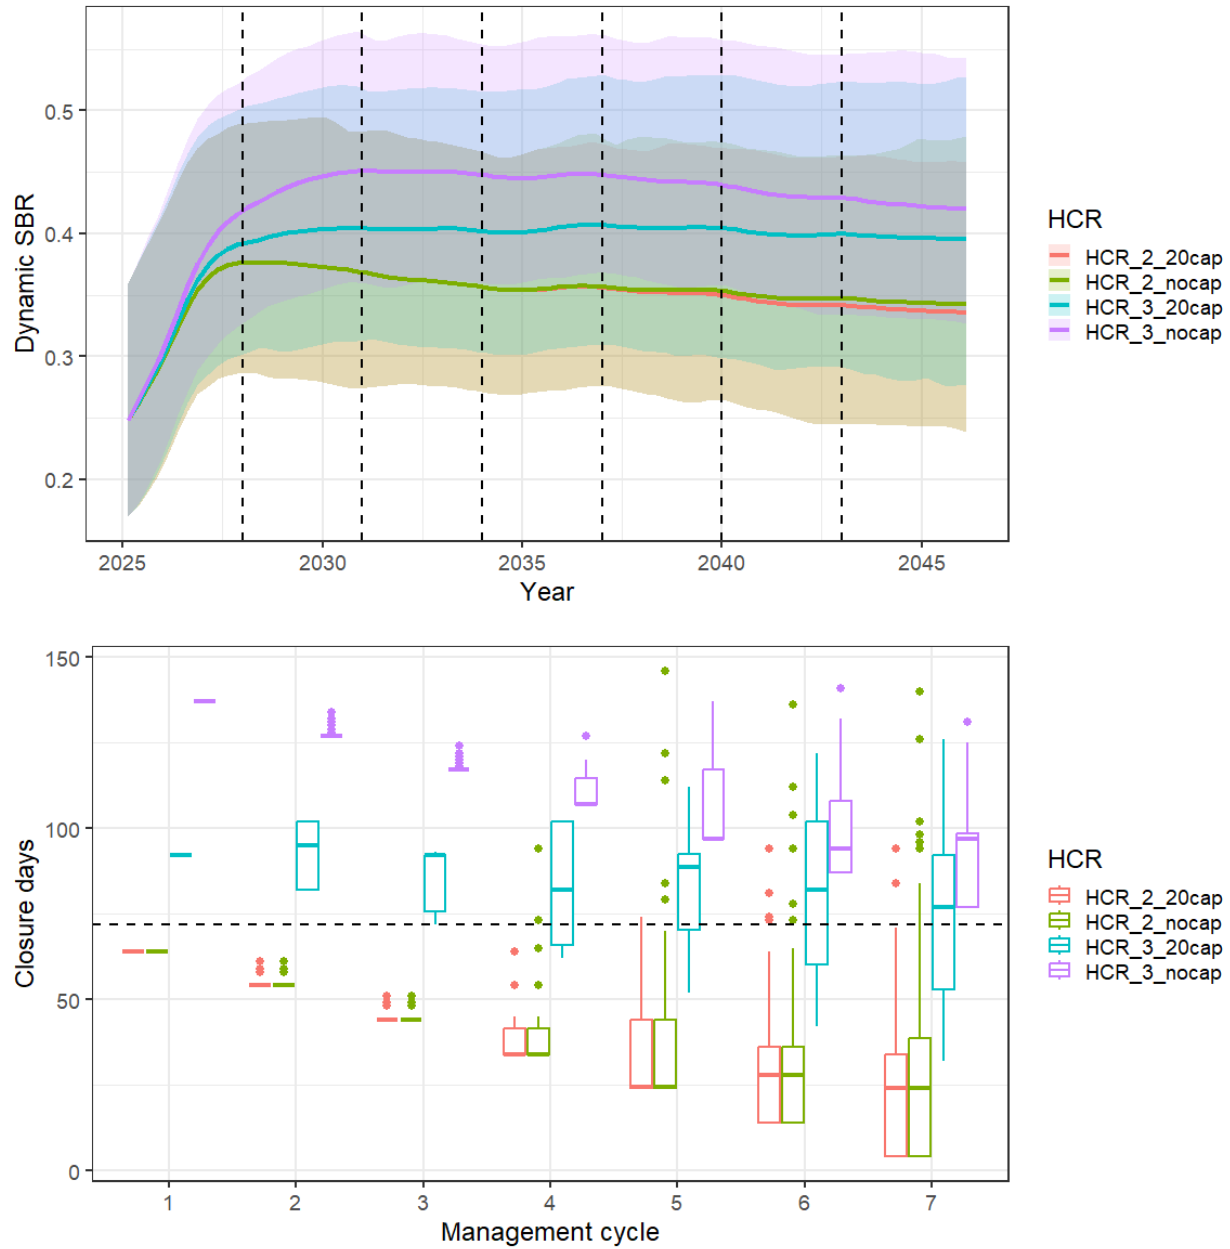 Dynamic SBR
0.5
0.4
0.3
0.2
2025 2030 2035 2040 2045
Year
HCR
HCR_2_20cap
HCR_2_nocap
HCR_3_20cap
HCR_3_nocap
Closure days
150
100
50
0
1 2 3 4 5 6 7
Management cycle
HCR
HCR_2_20cap
HCR_2_nocap
HCR_3_20cap
HCR_3_nocap